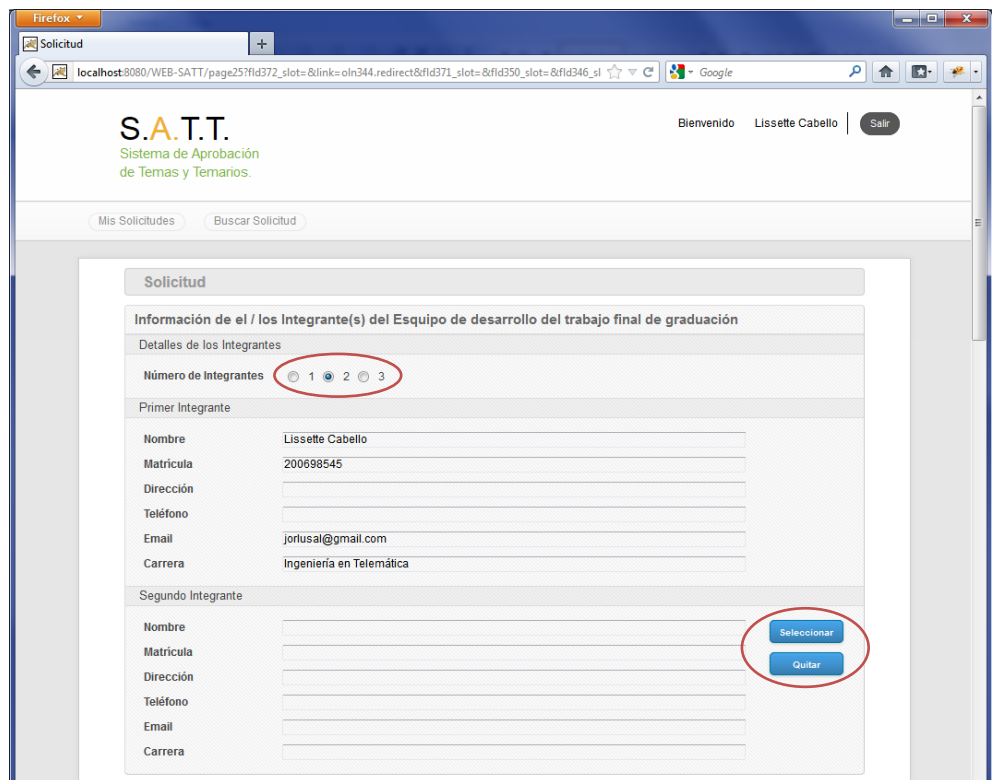 Firefox
Solicitud
localhost:8080/WEB-SATT/page25?fld372_slot=&link=oln344.redirect&fld371_slot=&fld350_slot=&fld346_sl
Google
S.A.T.T.
Sistema de Aprobación
de Temas y Temarios.
Bienvenido Lissette Cabello Salir
Mis Solicitudes Buscar Solicitud
Solicitud
Información de el / los Integrante(s) del Esquipo de desarrollo del trabajo final de graduación
Detalles de los Integrantes
Número de Integrantes 1 2 3
Primer Integrante
Nombre Lissette Cabello
Matricula 200698545
Dirección
Teléfono
Email jorlusal@gmail.com
Carrera Ingeniería en Telemática
Segundo Integrante
Nombre
Seleccionar
Matricula
Quitar
Dirección
Teléfono
Email
Carrera